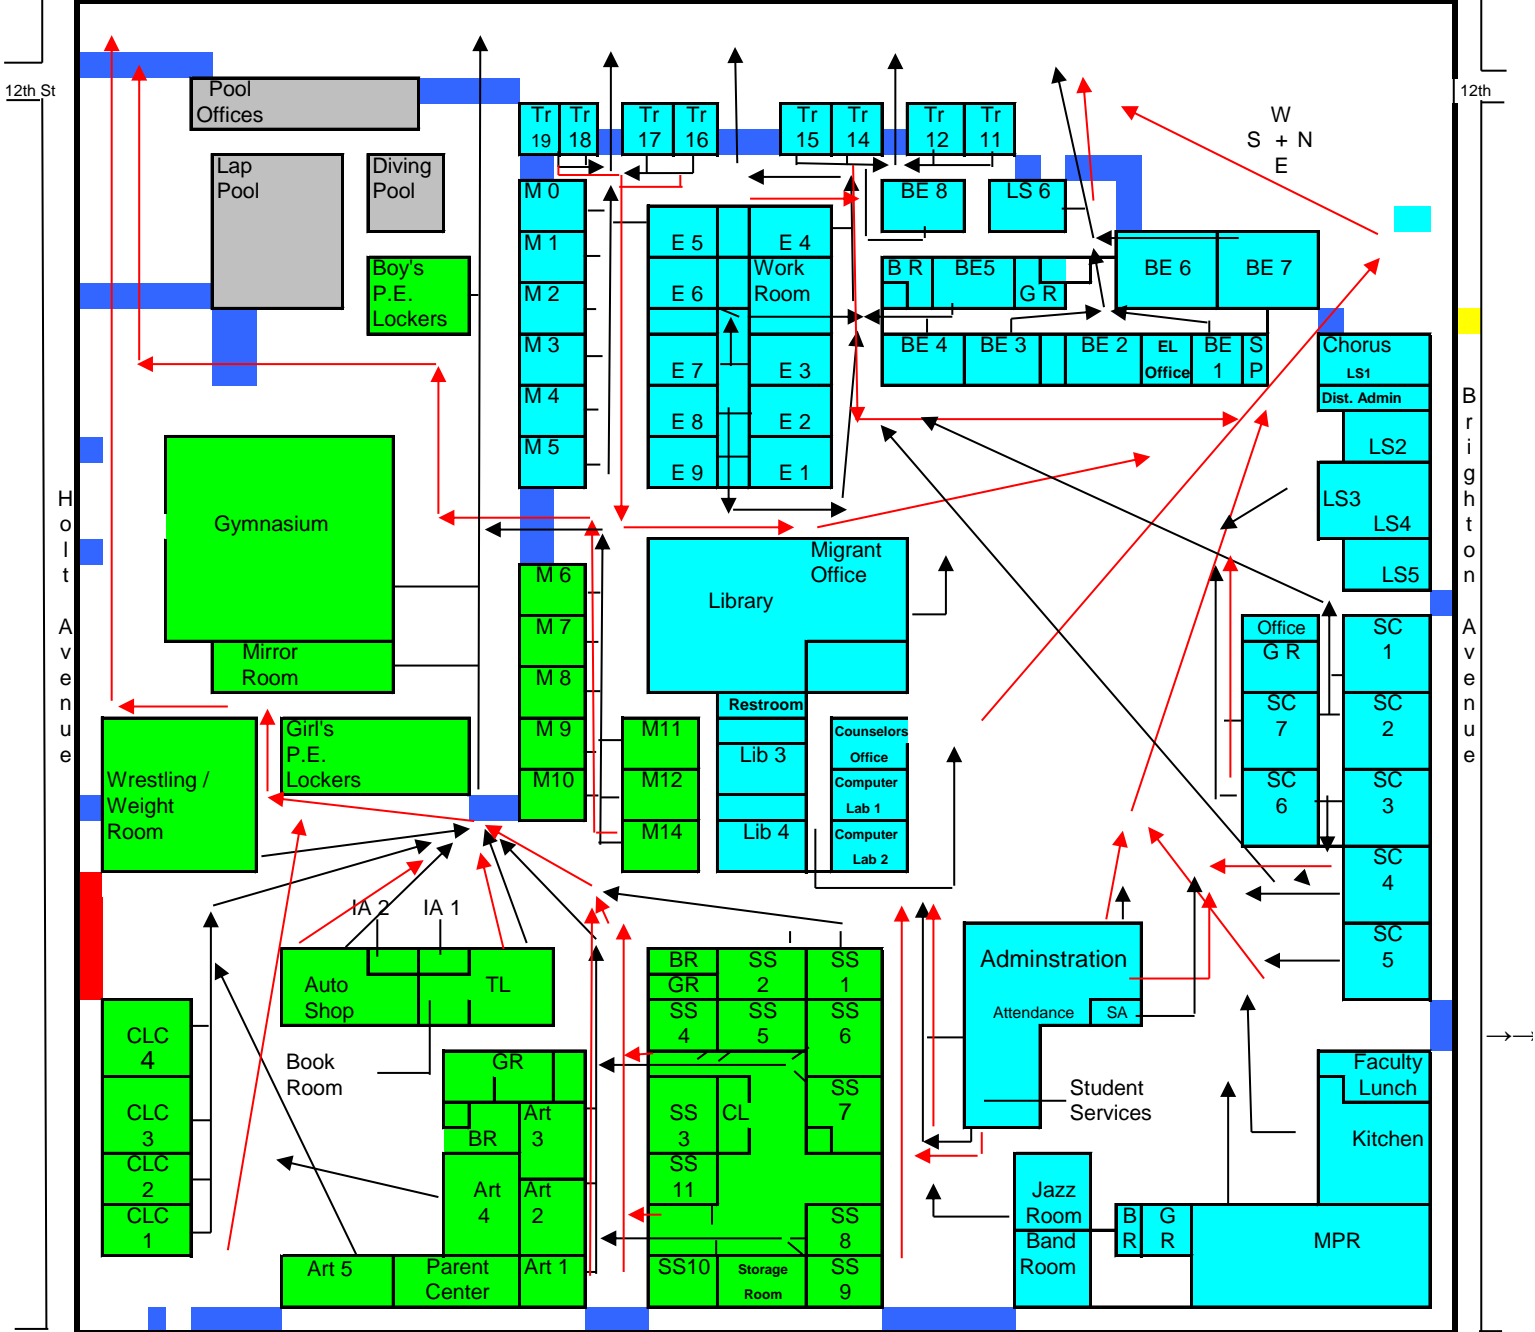 12th St
12th
Pool
Offices
Tr
19
Tr
18
Tr
17
Tr
16
Tr
15
Tr
14
Tr
12
Tr
11
W
S + N
E
Lap
Pool
Diving
Pool
M 0
BE 8
LS 6
M 1
E 5
E 4
Boy's
P.E.
Lockers
M 2
E 6
Work
Room
B R
BE5
G R
BE 6
BE 7
M 3
E 7
E 3
BE 4
BE 3
BE 2
EL
Office
BE
1
S
P
Chorus
LS1
Dist. Admin
M 4
E 8
E 2
LS2
M 5
E 9
E 1
LS3
LS4
LS5
Holt Avenue
Brighton Avenue
Gymnasium
Migrant
Office
Library
M 6
M 7
M 8
M 9
M10
Mirror
Room
Office
G R
SC
1
SC
7
SC
2
SC
6
SC
3
SC
4
SC
5
Restroom
Girl's
P.E.
Lockers
M11
M12
M14
Lib 3
Lib 4
Counselors
Office
Computer
Lab 1
Computer
Lab 2
Wrestling /
Weight
Room
IA 2
IA 1
Auto
Shop
TL
BR
GR
SS
2
SS
1
SS
4
SS
5
SS
6
Adminstration
Attendance
SA
CLC
4
CLC
3
CLC
2
CLC
1
Book
Room
GR
BR
Art
3
Art
4
Art
2
SS
3
CL
SS
7
SS
11
Student
Services
Faculty
Lunch
Kitchen
Jazz
Room
Band
Room
B
R
G
R
MPR
SS
8
Art 5
Parent
Center
Art 1
SS10
Storage
Room
SS
9